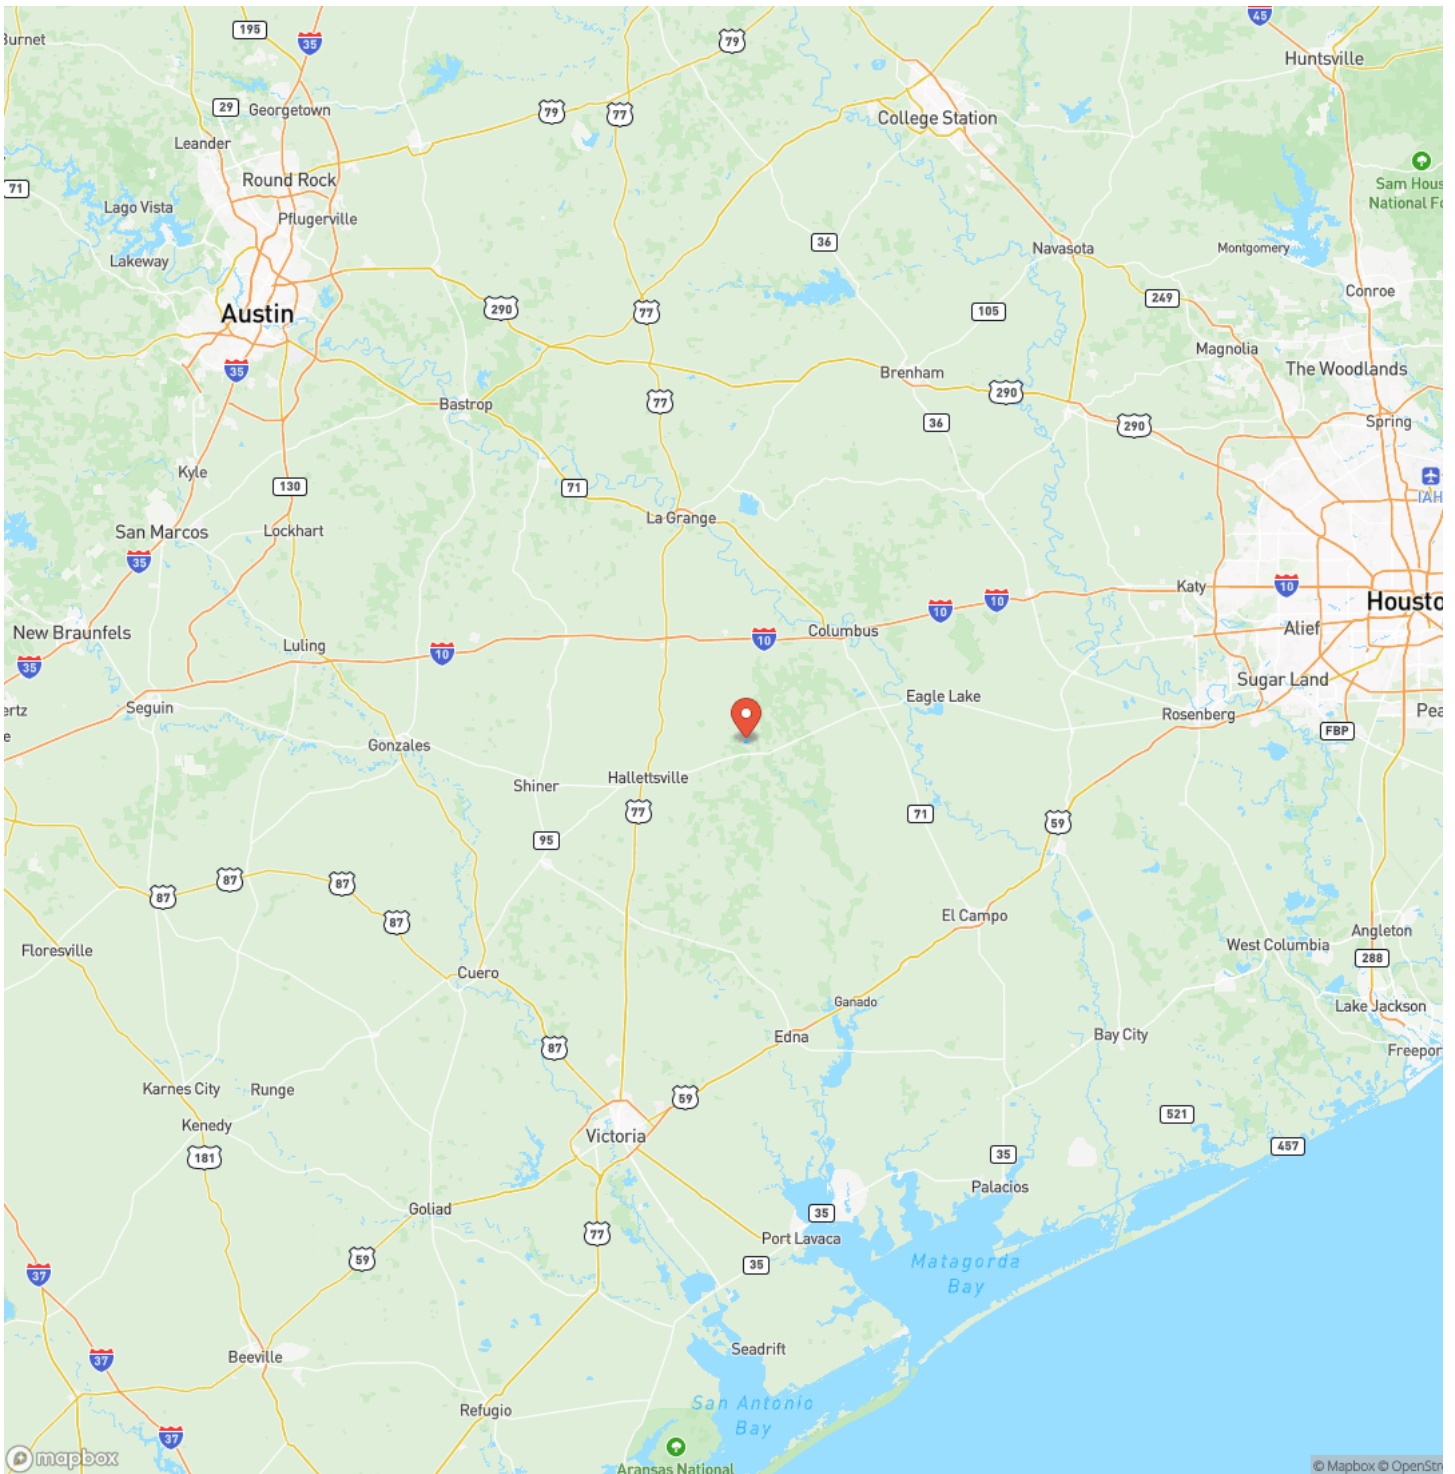 195
35
45
Burnet
79
Huntsville
29
Georgetown
79
77
College Station
Leander
71
Round Rock
Sam Hous
National Fo
Lago Vista
Pflugerville
36
Navasota
Montgomery
Lakeway
Conroe
249
290
77
105
Austin
Magnolia
The Woodlands
35
Brenham
290
77
Bastrop
36
290
Spring
Kyle
130
71
IAH
La Grange
San Marcos
Lockhart
35
Katy
10
10
10
Housto
New Braunfels
10
Columbus
Alief
Luling
10
35
Sugar Land
Eagle Lake
ertz
Seguin
Rosenberg
Pea
e
Gonzales
FBP
Shiner
Hallettsville
77
71
59
95
87
87
87
87
El Campo
Angleton
Floresville
West Columbia
288
Cuero
Ganado
Lake Jackson
Edna
Bay City
87
Freepor
Karnes City
Runge
59
521
Kenedy
Victoria
457
181
35
Palacios
Goliad
35
77
Port Lavaca
59
35
Matagorda
Bay
37
Seadrift
Beeville
37
San Antonio
Bay
Refugio
37
mapbox
Aransas National
© Mapbox © OpenStre